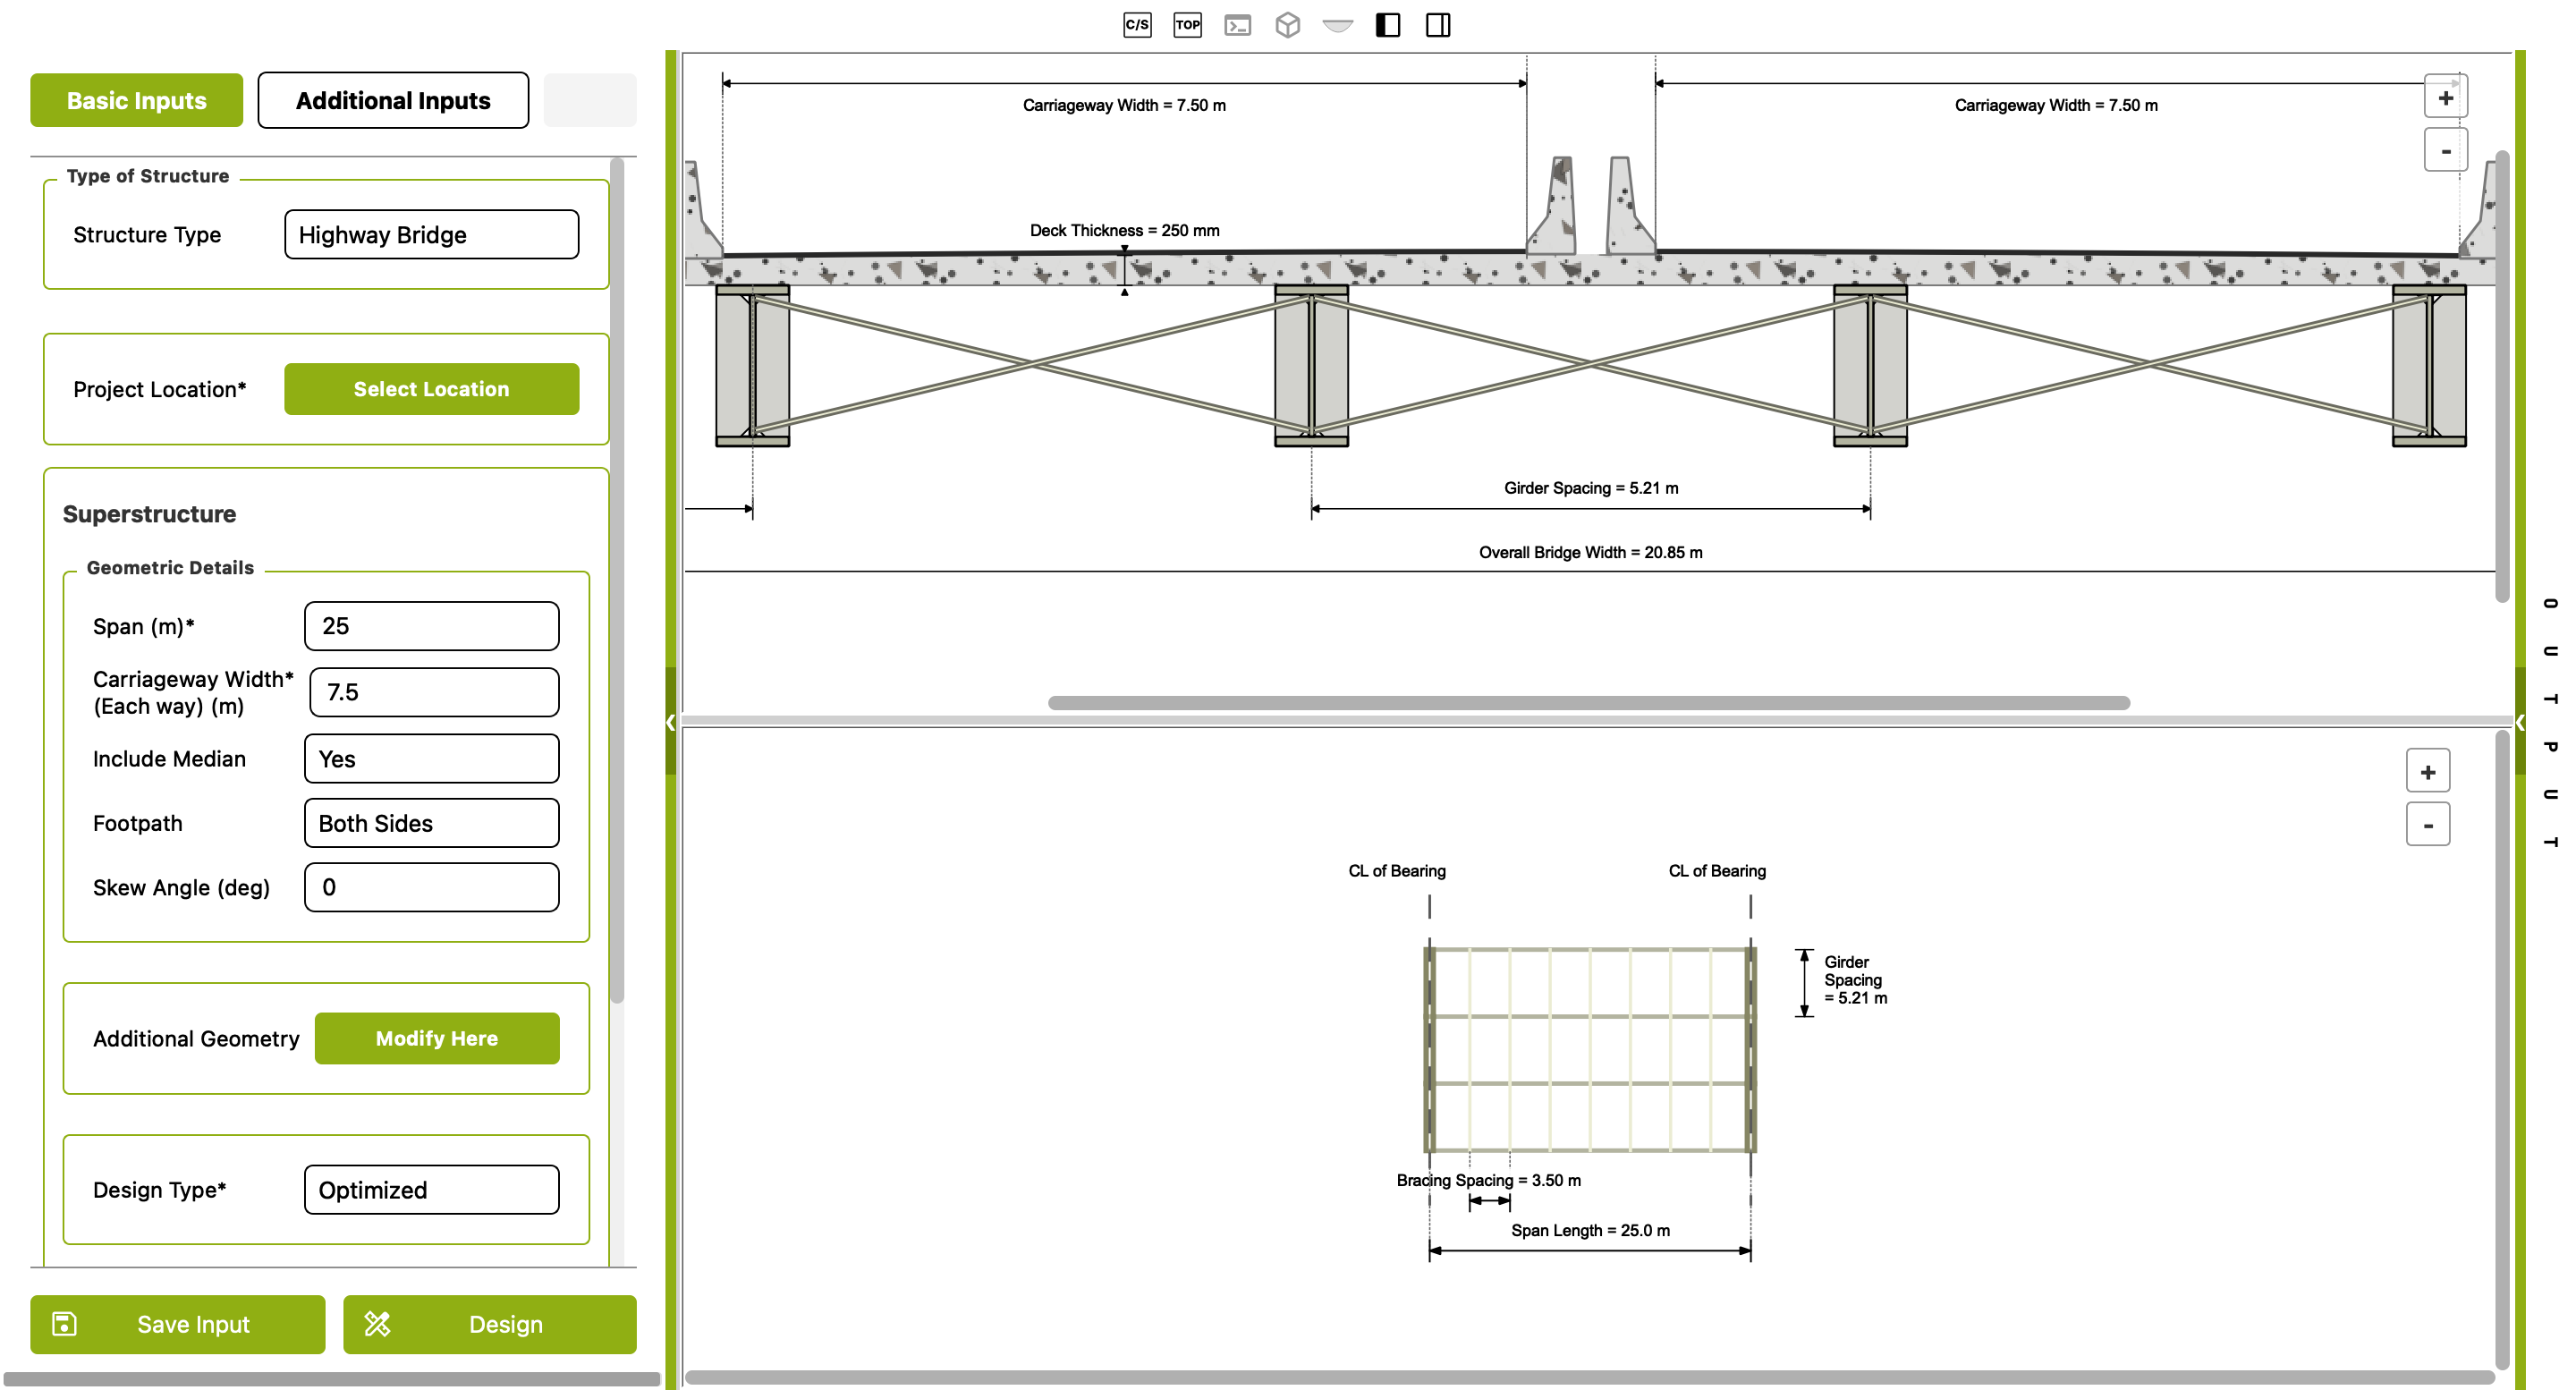 C/S
TOP
Basic Inputs
Additional Inputs
Type of Structure
Structure Type
Highway Bridge
Project Location*
Select Location
Superstructure
Geometric Details
Span (m)*
25
Carriageway Width*
(Each way) (m)
7.5
Include Median
Yes
Footpath
Both Sides
Skew Angle (deg)
0
Additional Geometry
Modify Here
Design Type*
Optimized
Save Input
Design
Carriageway Width = 7.50 m
Carriageway Width = 7.50 m
+
-
Deck Thickness = 250 mm
Girder Spacing = 5.21 m
Overall Bridge Width = 20.85 m
+
-
CL of Bearing
CL of Bearing
Girder
Spacing
= 5.21 m
Bracing Spacing = 3.50 m
Span Length = 25.0 m
OUTPUT